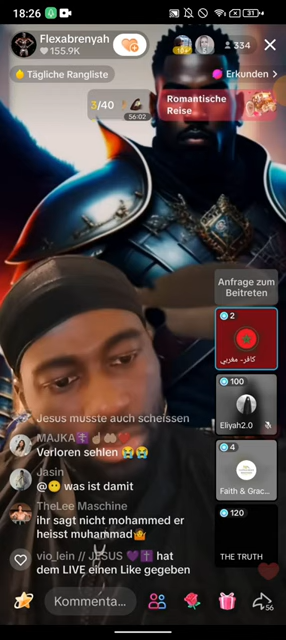 18:26
31
Flexabrenyah
155.9K
334
Tägliche Rangliste
Erkunden
3/40
56:02
Romantische
Reise
Anfrage zum
Beitreten
2
كافر- مغربي
100
Eliyah2.0
4
Faith & Grac...
120
THE TRUTH
Jesus musste auch scheissen
MAJKA✝️☝🏼🤲🏼❤️
Verloren sehlen 😭😭
Jasin
@😶 was ist damit
TheLee Maschine
ihr sagt nicht mohammed er
heisst muhammad🤷
vio_lein // JESUS 💜✝️ hat
dem LIVE einen Like gegeben
Kommenta...
56